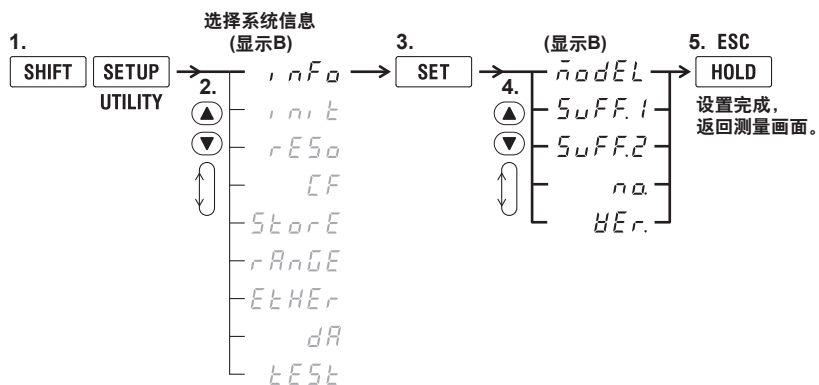 选择系统信息
1. (显示B) 3. (显示B) 5. ESC
SHIFT SETUP inFo SET modEL HOLD
UTILITY 2. 4.
init SuFF.1 设置完成，
rESo SuFF.2 返回测量画面。
CF no.
StorE VEr.
rAnGE
EtHEr
dA
tESt